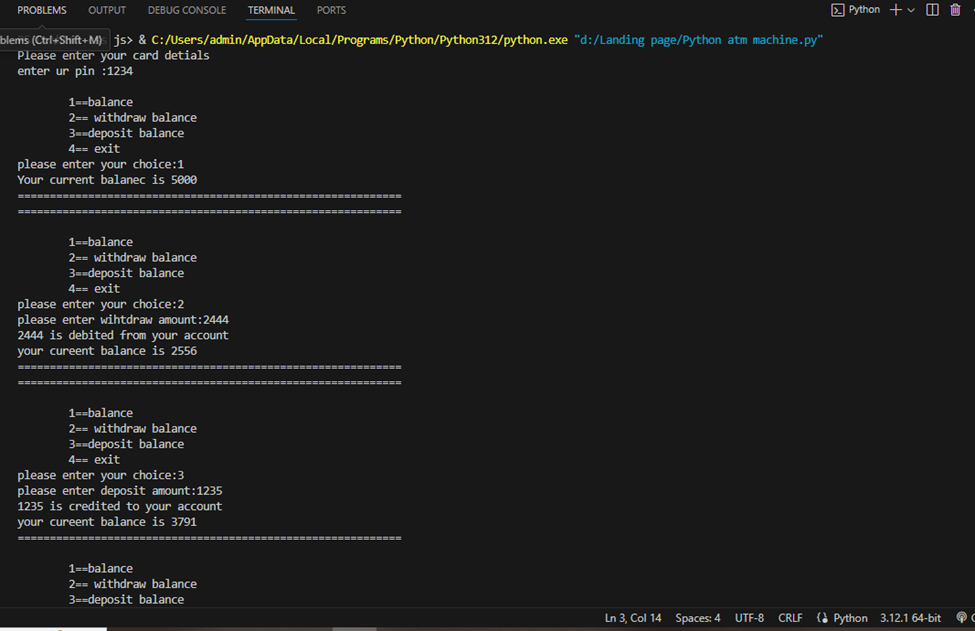 PROBLEMS OUTPUT DEBUG CONSOLE TERMINAL PORTS Python
blems (Ctrl+Shift+M) js> & C:/Users/admin/AppData/Local/Programs/Python/Python312/python.exe "d:/Landing page/Python atm machine.py"
Please enter your card detials
enter ur pin :1234
1==balance
2== withdraw balance
3==deposit balance
4== exit
please enter your choice:1
Your current balanec is 5000
============================================================
============================================================
1==balance
2== withdraw balance
3==deposit balance
4== exit
please enter your choice:2
please enter wihtdraw amount:2444
2444 is debited from your account
your cureent balance is 2556
============================================================
============================================================
1==balance
2== withdraw balance
3==deposit balance
4== exit
please enter your choice:3
please enter deposit amount:1235
1235 is credited to your account
your cureent balance is 3791
============================================================
1==balance
2== withdraw balance
3==deposit balance
Ln 3, Col 14 Spaces: 4 UTF-8 CRLF Python 3.12.1 64-bit